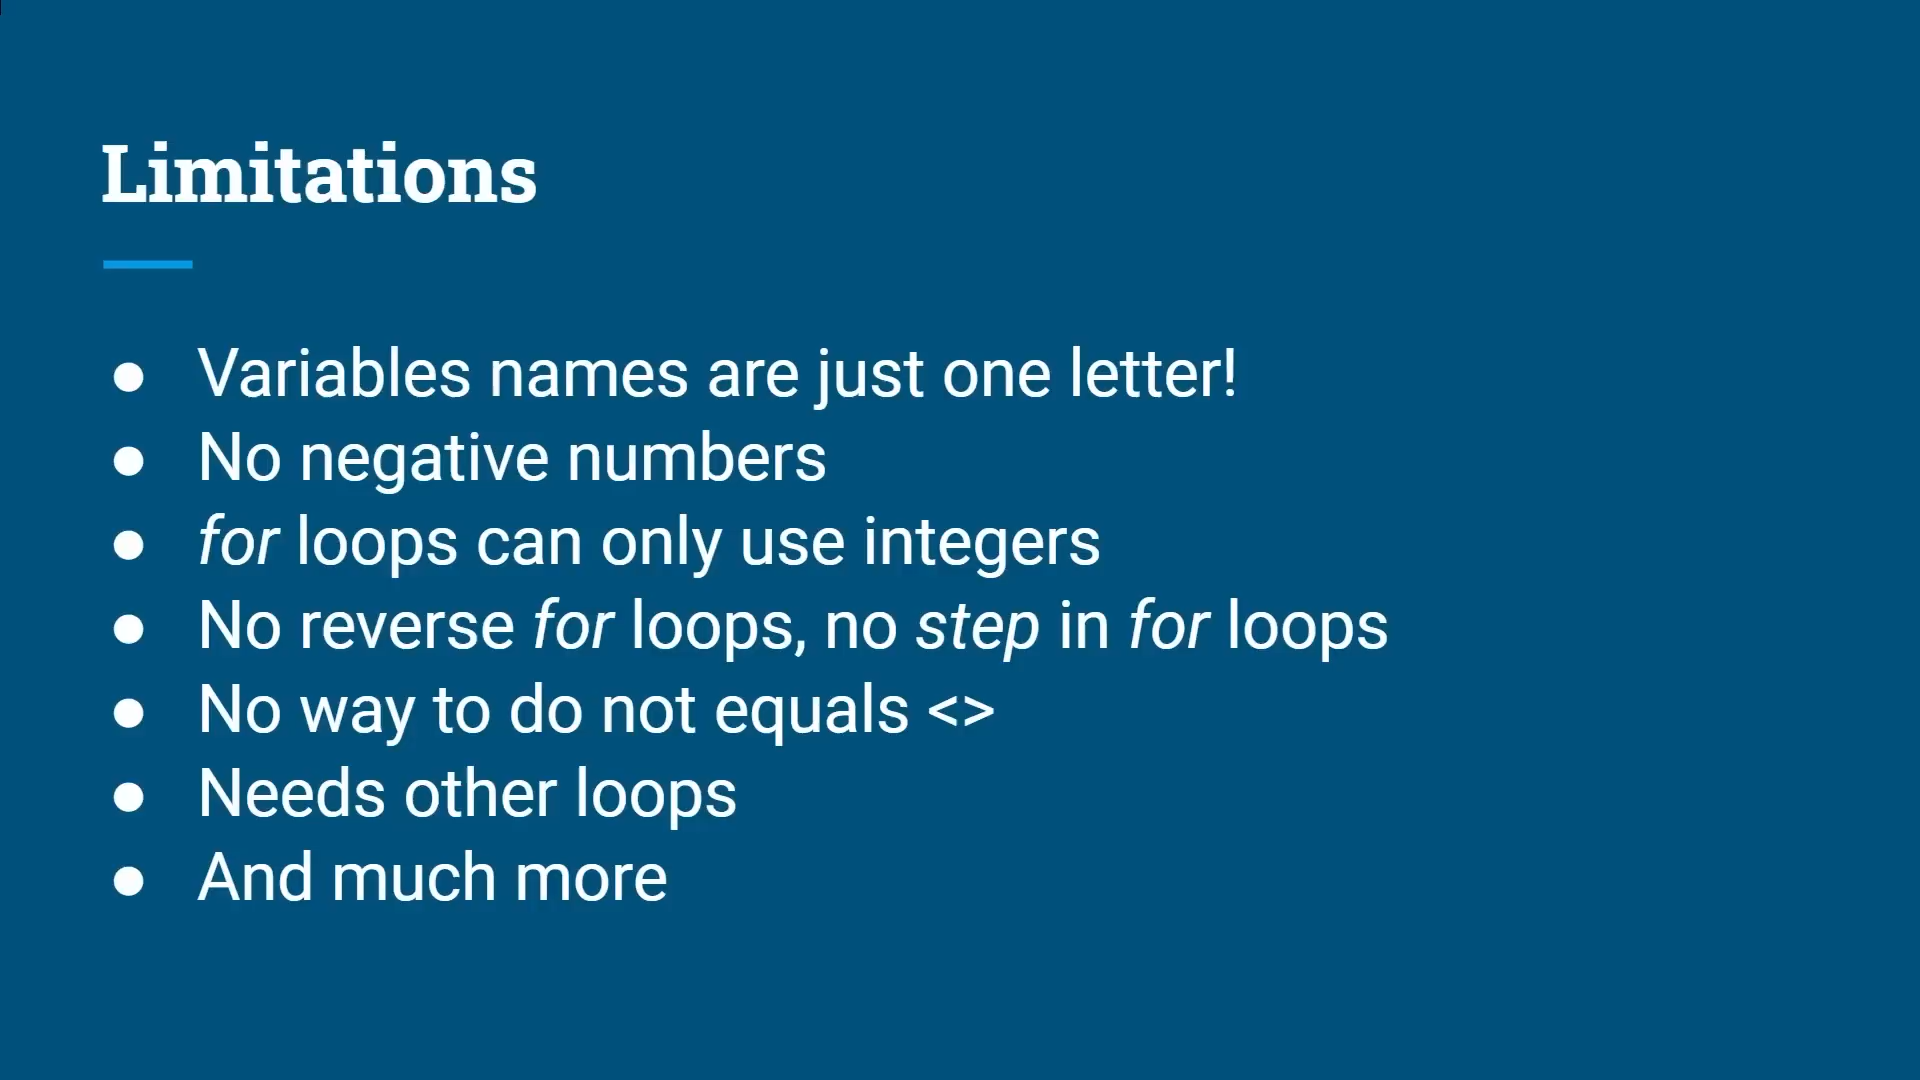 Limitations
● Variables names are just one letter!
● No negative numbers
● for loops can only use integers
● No reverse for loops, no step in for loops
● No way to do not equals <>
● Needs other loops
● And much more